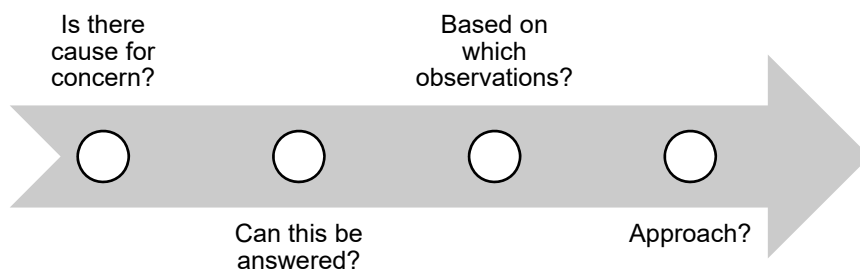 Is there
cause for
concern?
Can this be
answered?
Based on
which
observations?
Approach?